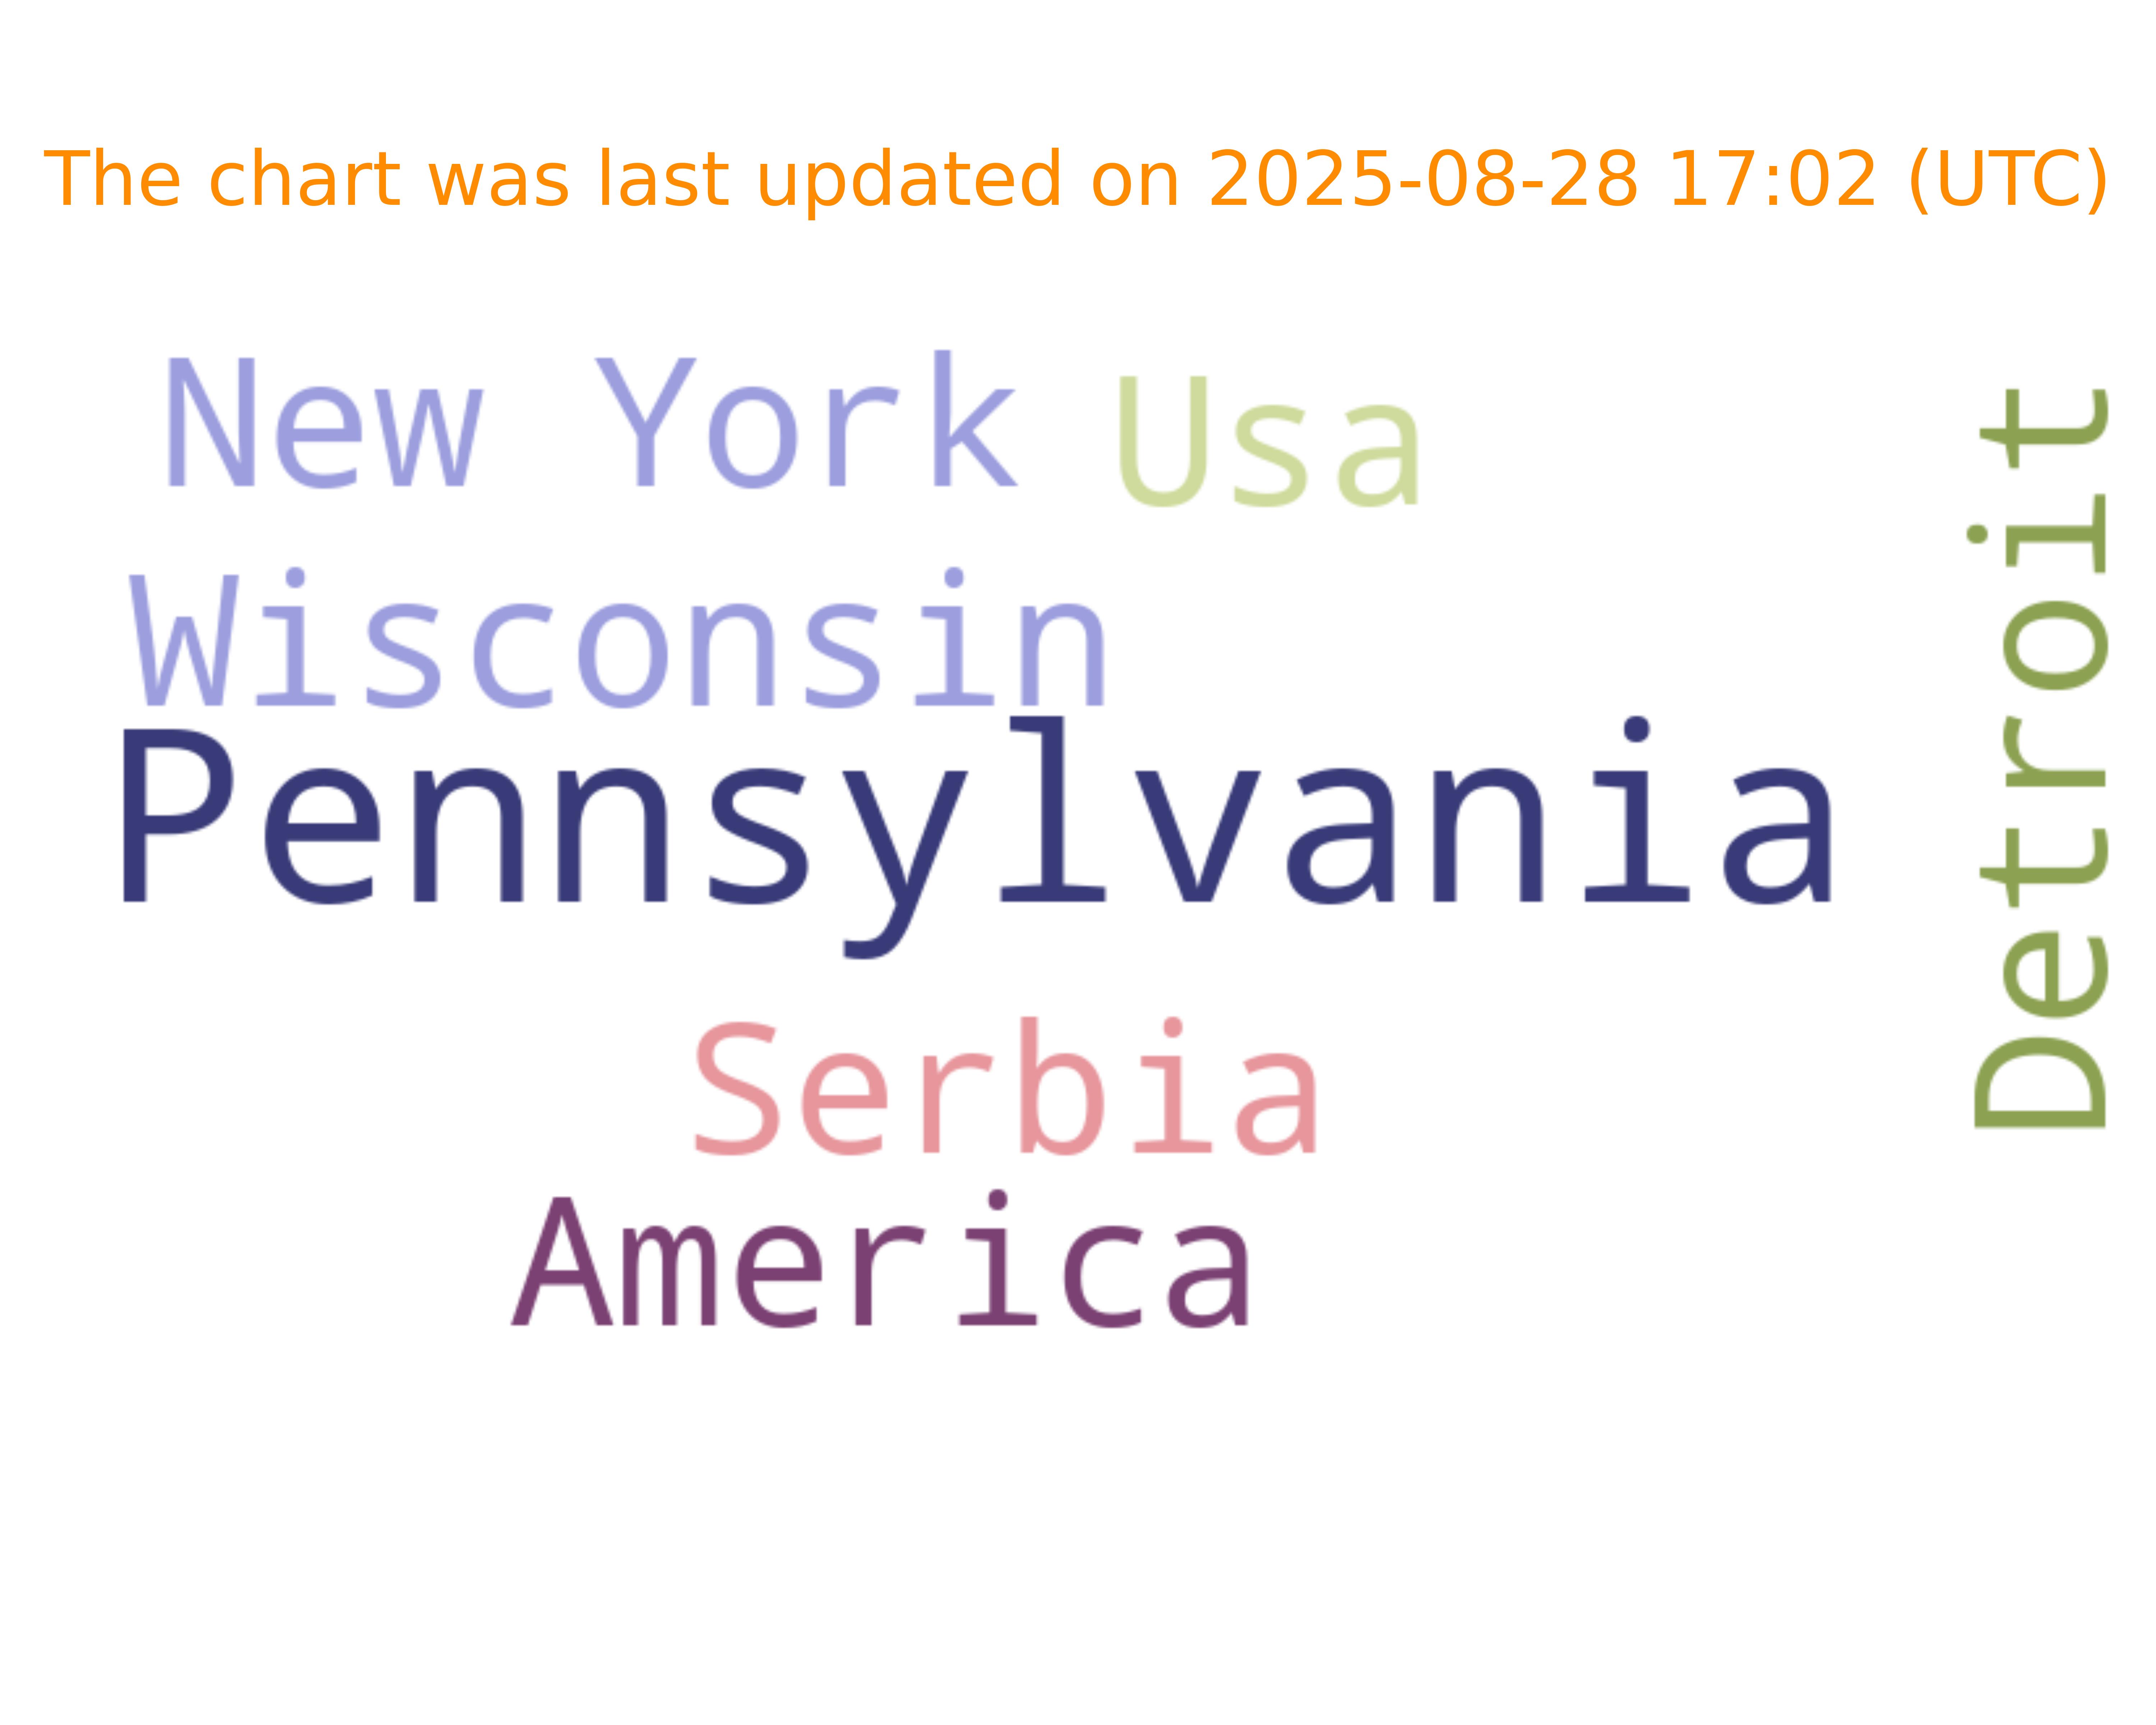 The chart was last updated on 2025-08-28 17:02 (UTC)
New York Usa
Wisconsin
Pennsylvania
Serbia
America
Detroit